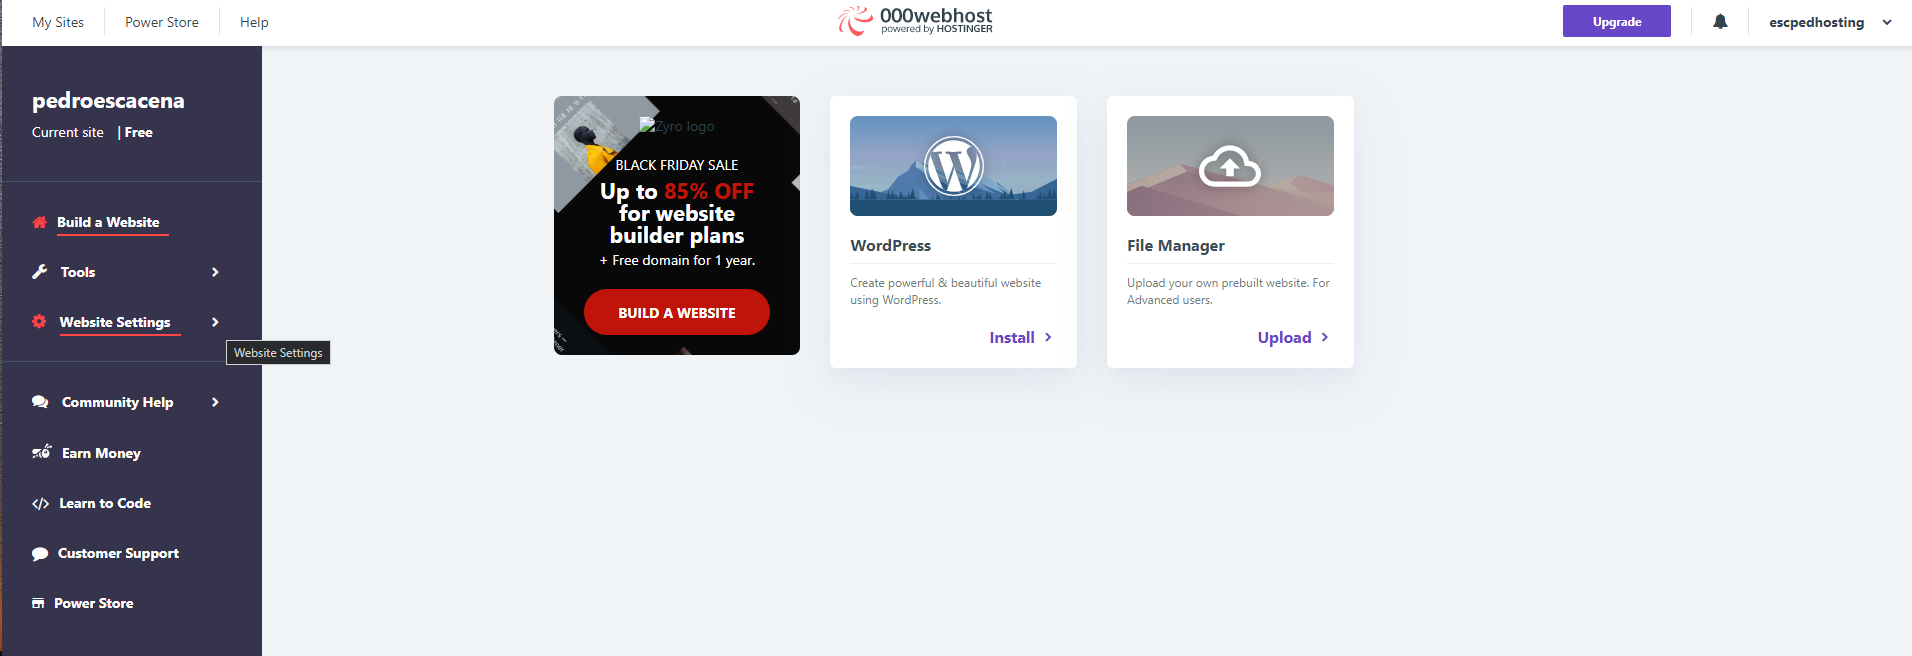 My Sites
Power Store
Help
000webhost
powered by HOSTINGER
Upgrade
escpedhosting
pedroescacena
Current site | Free
Build a Website
Tools
Website Settings
Website Settings
Community Help
Earn Money
Learn to Code
Customer Support
Power Store
Zyro logo
BLACK FRIDAY SALE
Up to 85% OFF
for website
builder plans
+ Free domain for 1 year.
BUILD A WEBSITE
WordPress
Create powerful & beautiful website
using WordPress.
Install
File Manager
Upload your own prebuilt website. For
Advanced users.
Upload